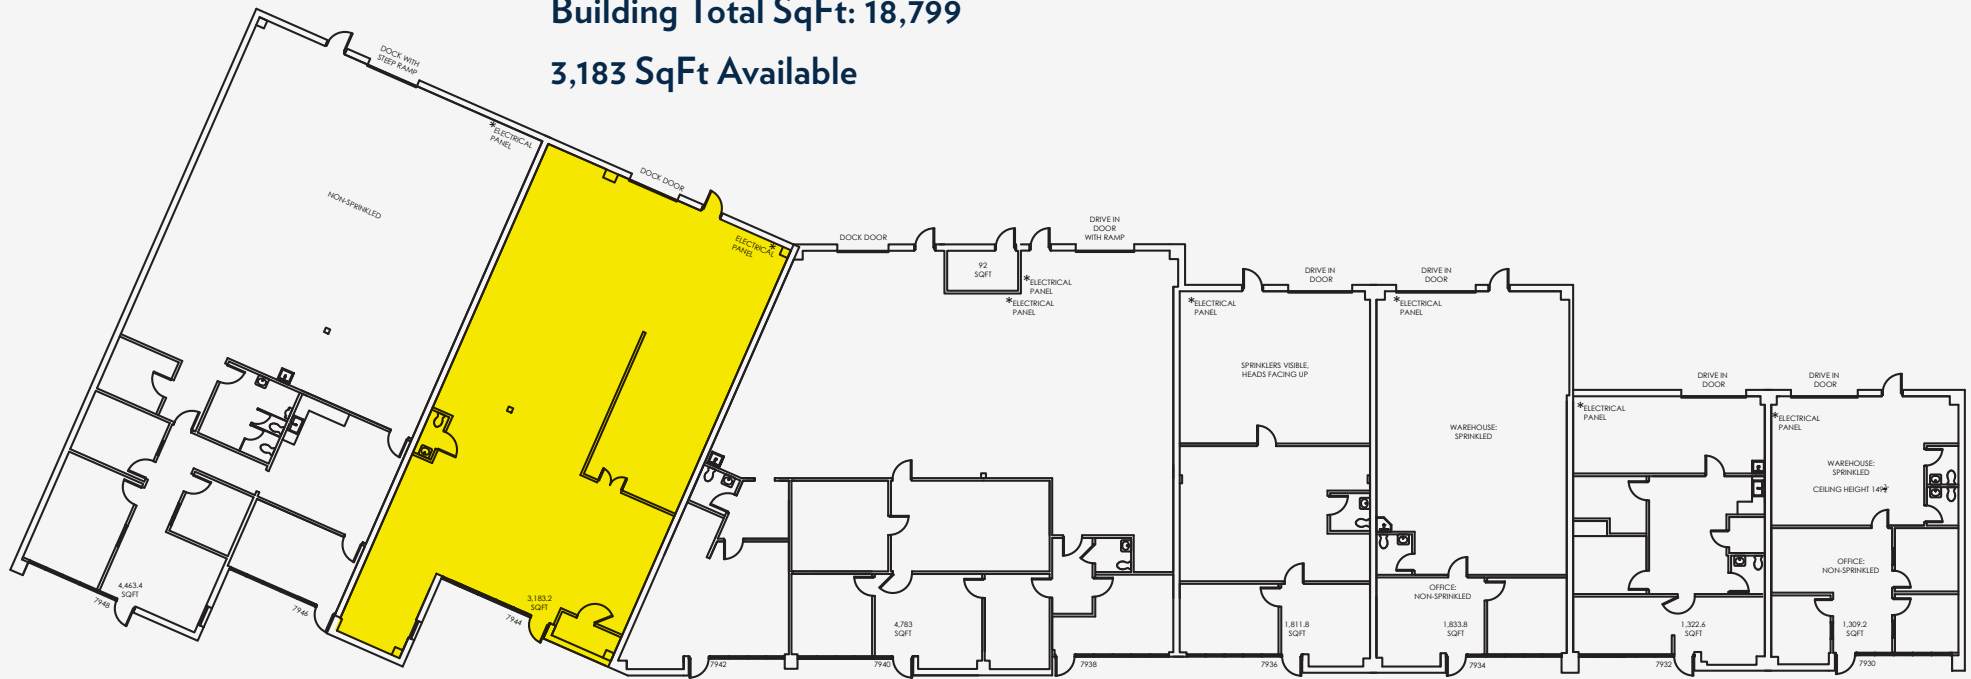 Building Total SqFt: 18,799
3,183 SqFt Available
DOCK WITH
STEEP RAMP
*ELECTRICAL
PANEL
NON-SPRINKLED
4,463.4
SQFT
7948
7946
DOCK DOOR
ELECTRICAL*
PANEL
3,183.2
SQFT
7944
DOCK DOOR
92
SQFT
DRIVE IN
DOOR
WITH RAMP
*ELECTRICAL
PANEL
*ELECTRICAL
PANEL
4,783
SQFT
7942
7940
7938
DRIVE IN
DOOR
*ELECTRICAL
PANEL
SPRINKLERS VISIBLE,
HEADS FACING UP
1,811.8
SQFT
7936
DRIVE IN
DOOR
*ELECTRICAL
PANEL
WAREHOUSE:
SPRINKLED
OFFICE:
NON-SPRINKLED
1,833.8
SQFT
7934
DRIVE IN
DOOR
*ELECTRICAL
PANEL
1,322.6
SQFT
7932
DRIVE IN
DOOR
*ELECTRICAL
PANEL
WAREHOUSE:
SPRINKLED
CEILING HEIGHT
OFFICE:
NON-SPRINKLED
1,309.2
SQFT
7930